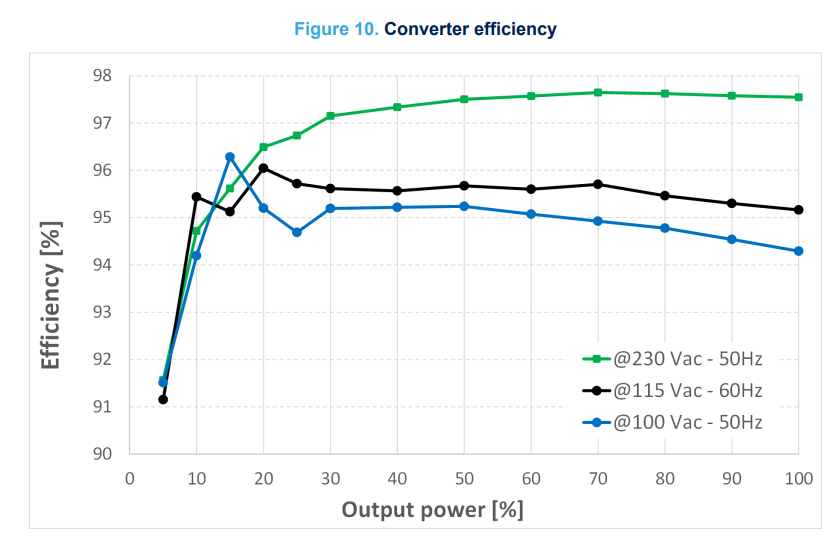 Figure 10. Converter efficiency
98
97
96
95
94
93
92
91
90
Efficiency [%]
@230 Vac - 50Hz
@115 Vac - 60Hz
@100 Vac - 50Hz
0 10 20 30 40 50 60 70 80 90 100
Output power [%]